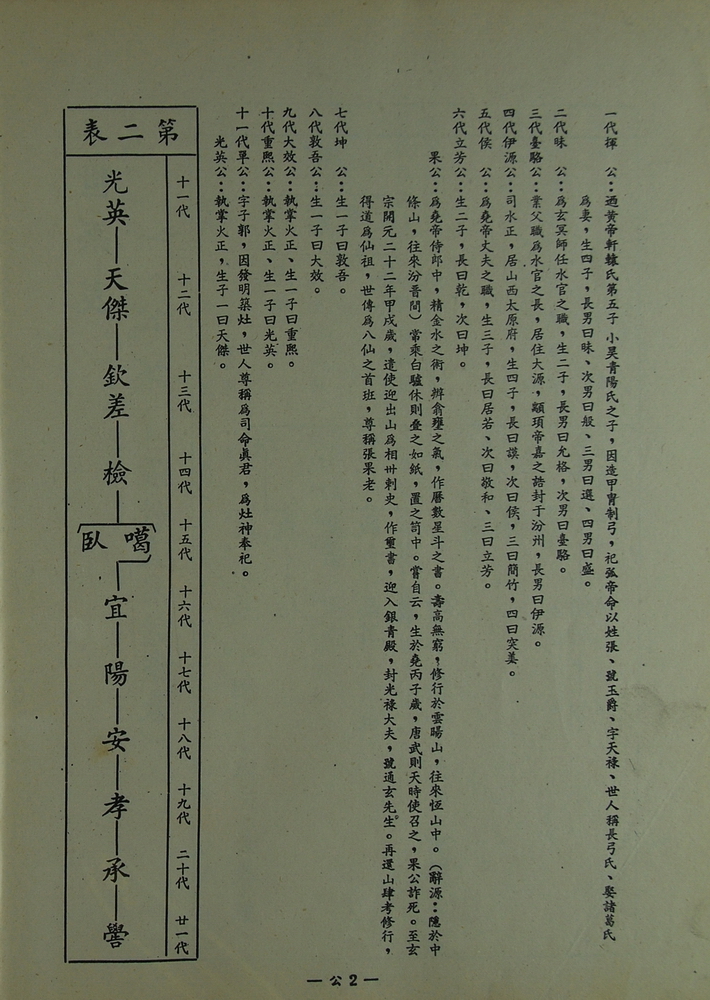 一代揮　公：迺黃帝軒轅氏第五子 小昊青陽氏之子，因造甲冑制弓，祀弧帝命以姓張、號玉爵、字天祿、世人稱長弓氏、娶諸葛氏
爲妻，生四子，長男曰昧、次男曰般、三男曰選、四男曰盛。
二代昧　公：爲玄冥師任水官之職，生二子，長男曰允格，次男曰臺駱。
三代臺駱公：業父職爲水官之長，居住大源，顓頊帝嘉之誥封于汾州，長男曰伊源。
四代伊源公：司水正，居山西太原府，生四子，長曰謨，次曰侯，三曰簡竹，四曰突羗。
五代侯　公：爲堯帝丈夫之職，生三子，長曰居若、次曰敬和、三曰立芳。
六代立芳公：生二子，長曰乾，次曰坤。
果公：爲堯帝侍郎中，精金水之術，辨翕壅之氣，作曆數星斗之書。壽高無窮，修行於雲暘山，往來恆山中。（辭源：隱於中
條山，往來汾晋間）常乘白驢休則叠之如紙，置之笥中。嘗自云，生於堯丙子歲，唐武則天時使召之，果公詐死。至玄
宗開元二十二年甲戌歲，遣使迎出山爲相卅刺史，作璽書，迎入銀青殿，封光祿大夫，號通玄先生。再還山肆考修行，
得道爲仙祖，世傳爲八仙之首班，尊稱張果老。
七代坤　公：生一子曰敦吾。
八代敦吾公：生一子曰大效。
九代大效公：執掌火正、生一子曰重熙。
十代重熙公：執掌火正、生一子曰光英。
十一代單公：字子郭，因發明築灶，世人尊稱爲司命眞君，爲灶神奉祀。
光英公：執掌火正，生子一曰天傑。
第二表
十一代 十二代 十三代 十四代 十五代 十六代 十七代 十八代 十九代 二十代 廿一代
光英—天傑—欽差—檢—噶 臥—宜—陽—安—孝—承—譽
—公2—